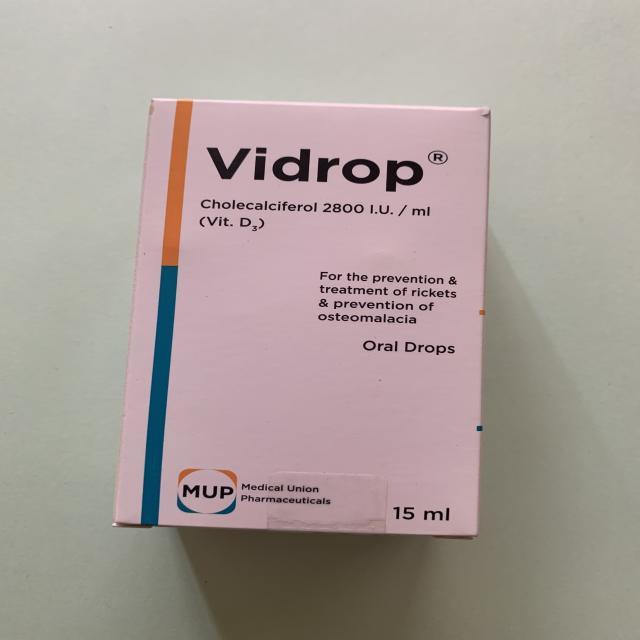 Vidrop®
Cholecalciferol 2800 I.U. / ml
(Vit. D₃)
For the prevention &
treatment of rickets
& prevention of
osteomalacia
Oral Drops
MUP
Medical Union
Pharmaceuticals
15 ml